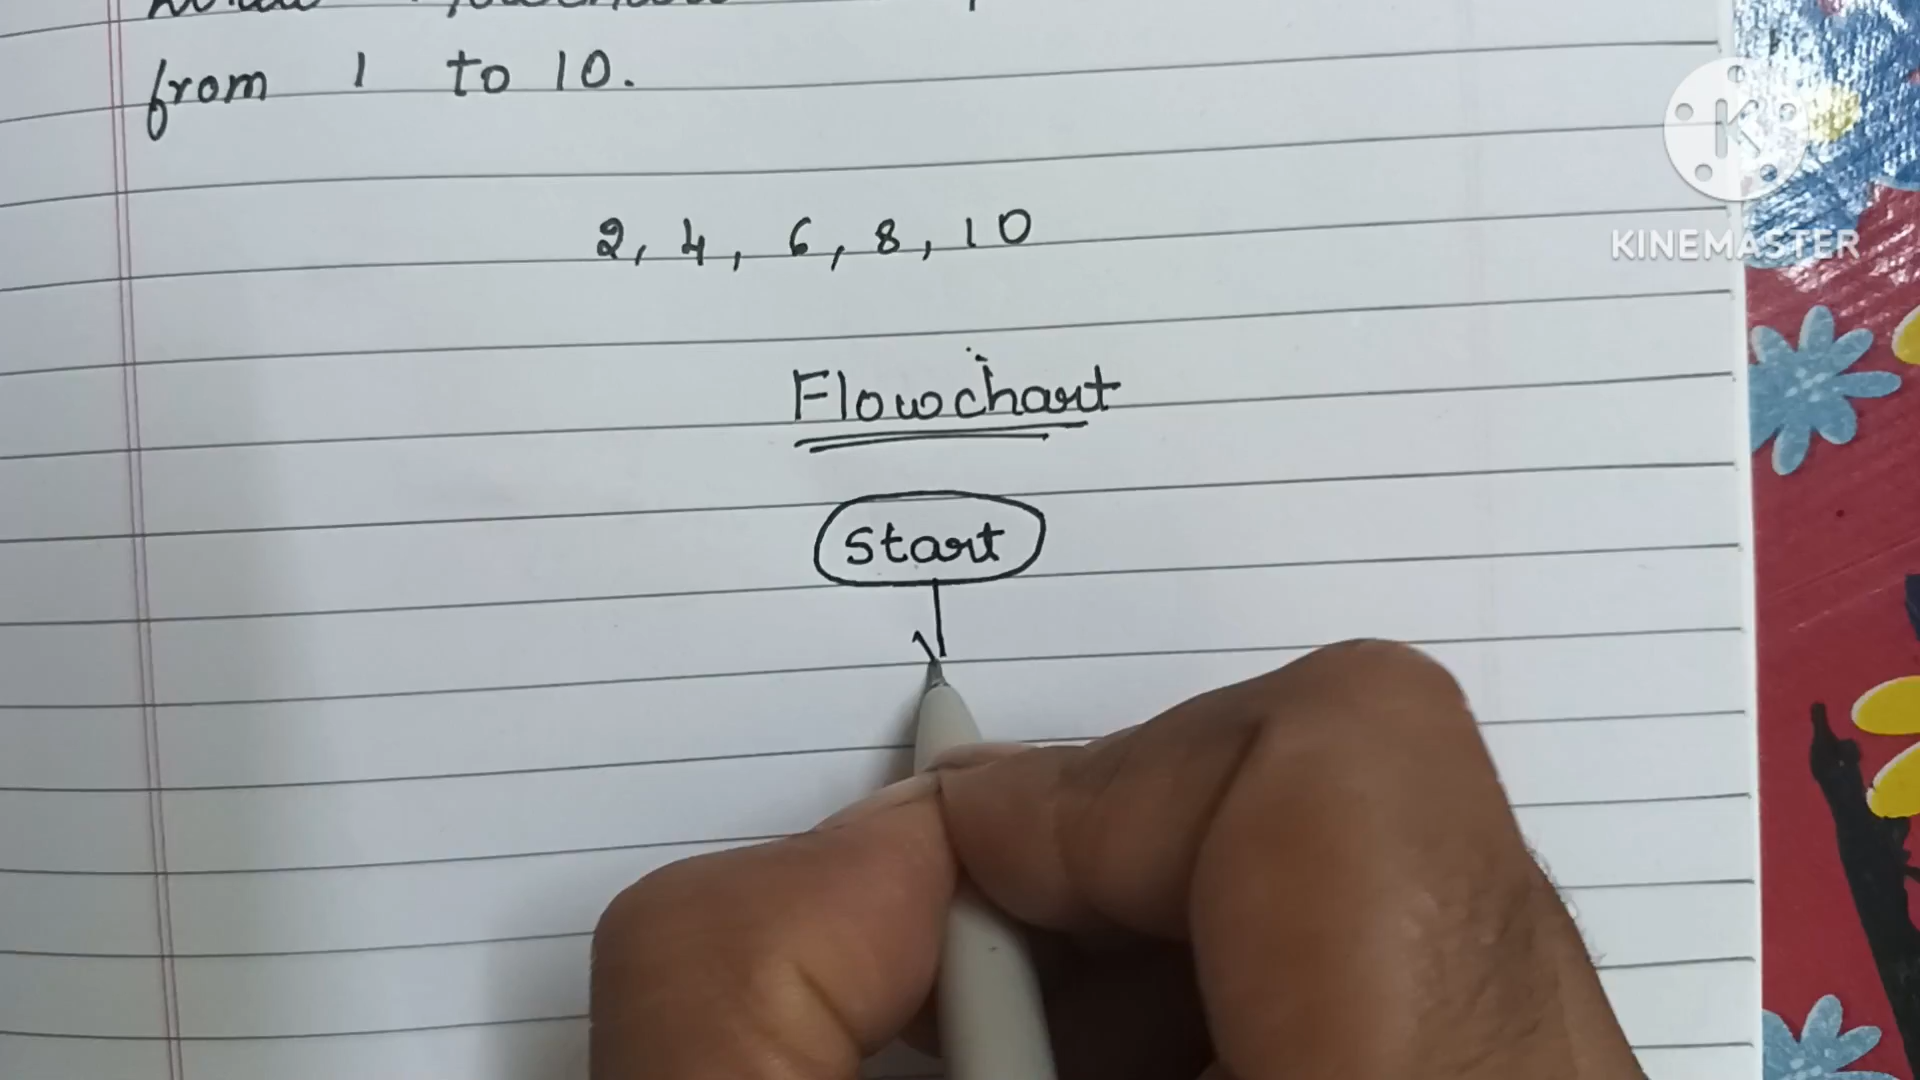 from 1 to 10.
2, 4, 6, 8, 10
Flowchart
Start
KINEMASTER